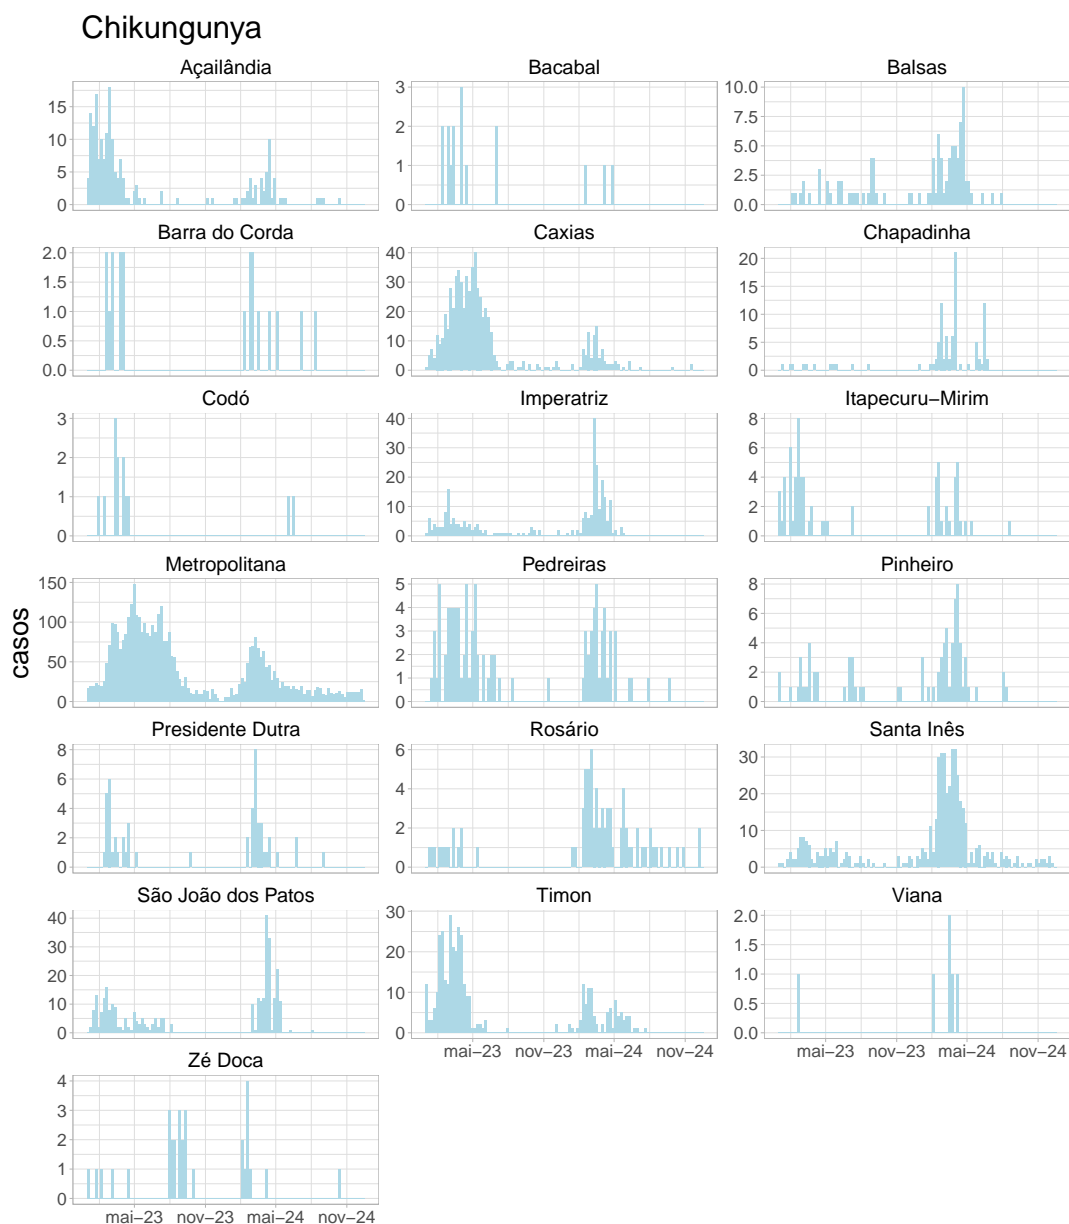 Chikungunya
Açailândia Bacabal Balsas
15 10 5 0
3 2 1 0
10.0 7.5 5.0 2.5 0.0
Barra do Corda Caxias Chapadinha
2.0 1.5 1.0 0.5 0.0
40 30 20 10 0
20 15 10 5 0
Codó Imperatriz Itapecuru−Mirim
3 2 1 0
40 30 20 10 0
8 6 4 2 0
Metropolitana Pedreiras Pinheiro
150 100 50 0
5 4 3 2 1 0
8 6 4 2 0
casos
Presidente Dutra Rosário Santa Inês
8 6 4 2 0
6 4 2 0
30 20 10 0
São João dos Patos Timon Viana
40 30 20 10 0
30 20 10 0
2.0 1.5 1.0 0.5 0.0
mai−23 nov−23 mai−24 nov−24
mai−23 nov−23 mai−24 nov−24
Zé Doca
4 3 2 1 0
mai−23 nov−23 mai−24 nov−24